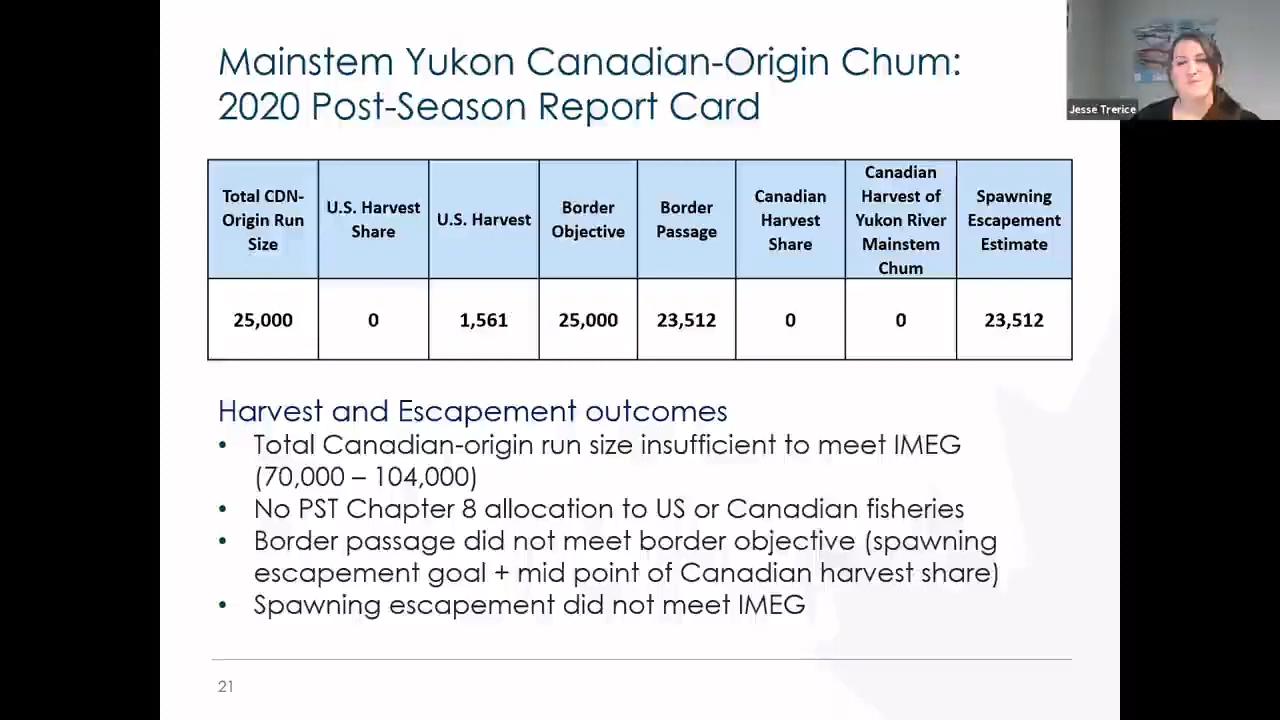 Mainstem Yukon Canadian-Origin Chum:
2020 Post-Season Report Card
Jesse Trerice
Total CDN-
Origin Run
Size
U.S. Harvest
Share
U.S. Harvest
Border
Objective
Border
Passage
Canadian
Harvest
Share
Canadian
Harvest of
Yukon River
Mainstem
Chum
Spawning
Escapement
Estimate
25,000
0
1,561
25,000
23,512
0
0
23,512
Harvest and Escapement outcomes
• Total Canadian-origin run size insufficient to meet IMEG
(70,000 – 104,000)
• No PST Chapter 8 allocation to US or Canadian fisheries
• Border passage did not meet border objective (spawning
escapement goal + mid point of Canadian harvest share)
• Spawning escapement did not meet IMEG
21